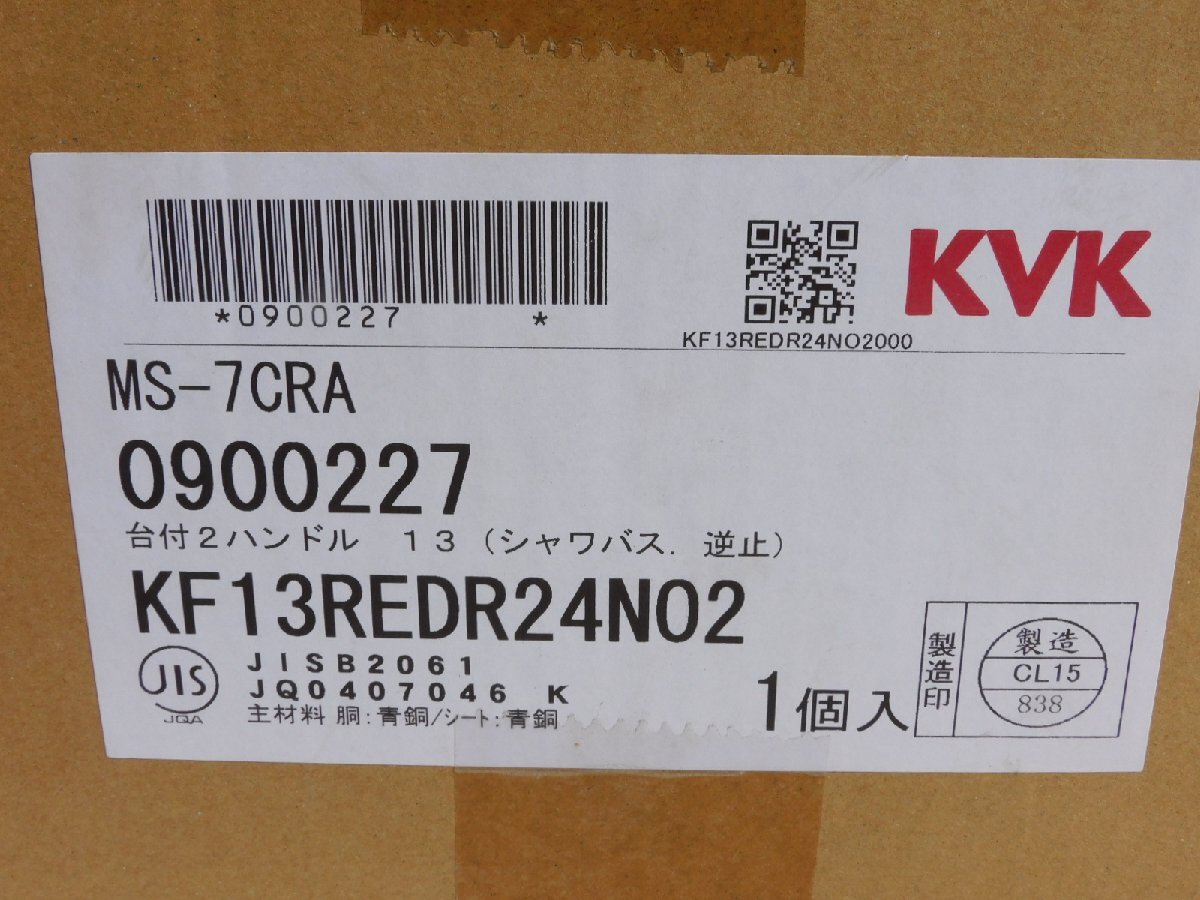 *0900227 *
KF13REDR24NO2000
KVK
MS-7CRA
0900227
台付2ハンドル 13(シャワバス. 逆止)
KF13REDR24NO2
JIS
JQA
JISB2061
JQ0407046 K
主材料 胴:青銅/シート:青銅
1個入
製造印
製造
CL15
838